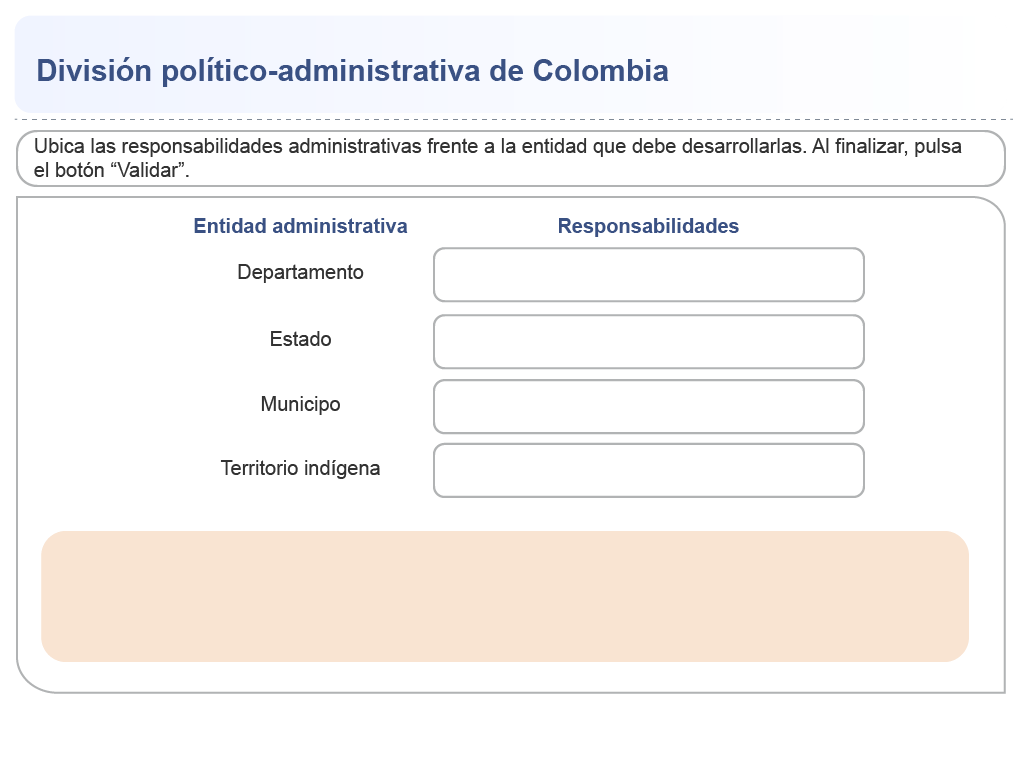 División político-administrativa de Colombia
Ubica las responsabilidades administrativas frente a la entidad que debe desarrollarlas. Al finalizar, pulsa
el botón “Validar”.
Entidad administrativa Responsabilidades
Departamento
Estado
Municipo
Territorio indígena